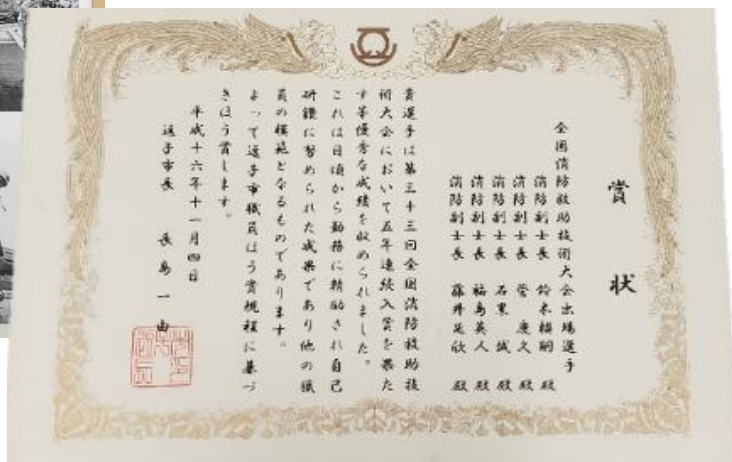 賞状
全国消防救助技術大会出場選手
消防副士長 鈴木 嗣 殿
消防副士長 菅 慶久 殿
消防副士長 石黒 誠 殿
消防副士長 福島英人 殿
消防副士長 藤井 欣 殿
貴選手は第三十三回全国消防救助技
術大会において五年連続入賞を果た
す等優秀な成績を収められました。
これは日頃から勤務に精励され自己
研鑽に努められた成果であり他の職
員の模範となるものであります。
よって逗子市職員ほう賞規程に基づ
きほう賞します。
平成十六年十一月四日
逗子市長 長島一由